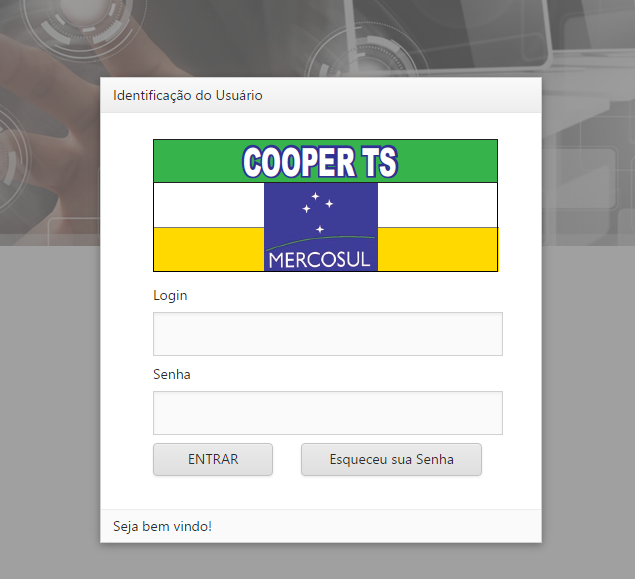 Identificação do Usuário
COOPER TS
MERCOSUL
Login
Senha
ENTRAR
Esqueceu sua Senha
Seja bem vindo!